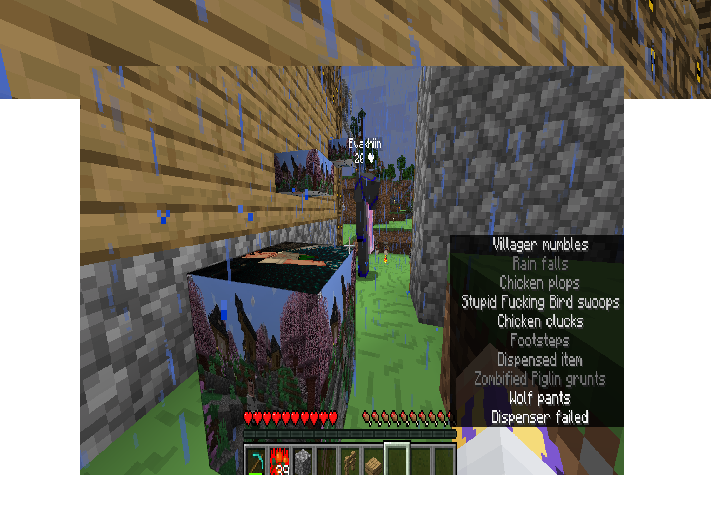 20
Villager mumbles
Rain falls
Chicken plops
Stupid Fucking Bird swoops
Chicken clucks
Footsteps
Dispensed item
Zombified Piglin grunts
Wolf pants
Dispenser failed
39